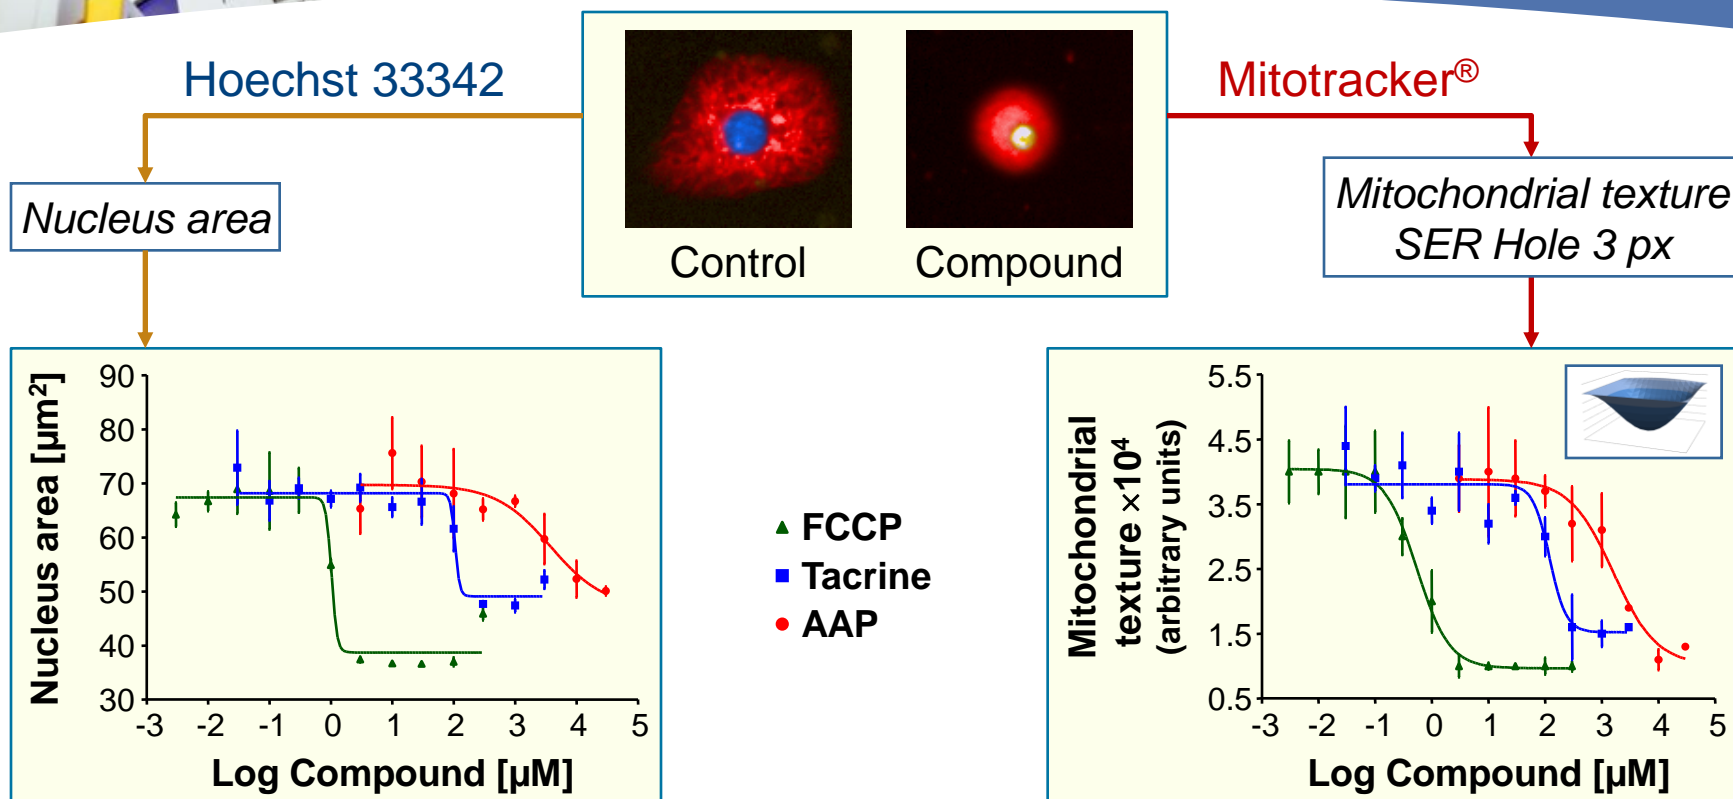 Hoechst 33342
Mitotracker®
Control
Compound
Nucleus area
Mitochondrial texture
SER Hole 3 px
Nucleus area [µm²]
90
80
70
60
50
40
30
-3 -2 -1 0 1 2 3 4 5
Log Compound [µM]
FCCP
Tacrine
AAP
Mitochondrial
texture ×10⁴
(arbitrary units)
5.5
4.5
3.5
2.5
1.5
0.5
-3 -2 -1 0 1 2 3 4 5
Log Compound [µM]